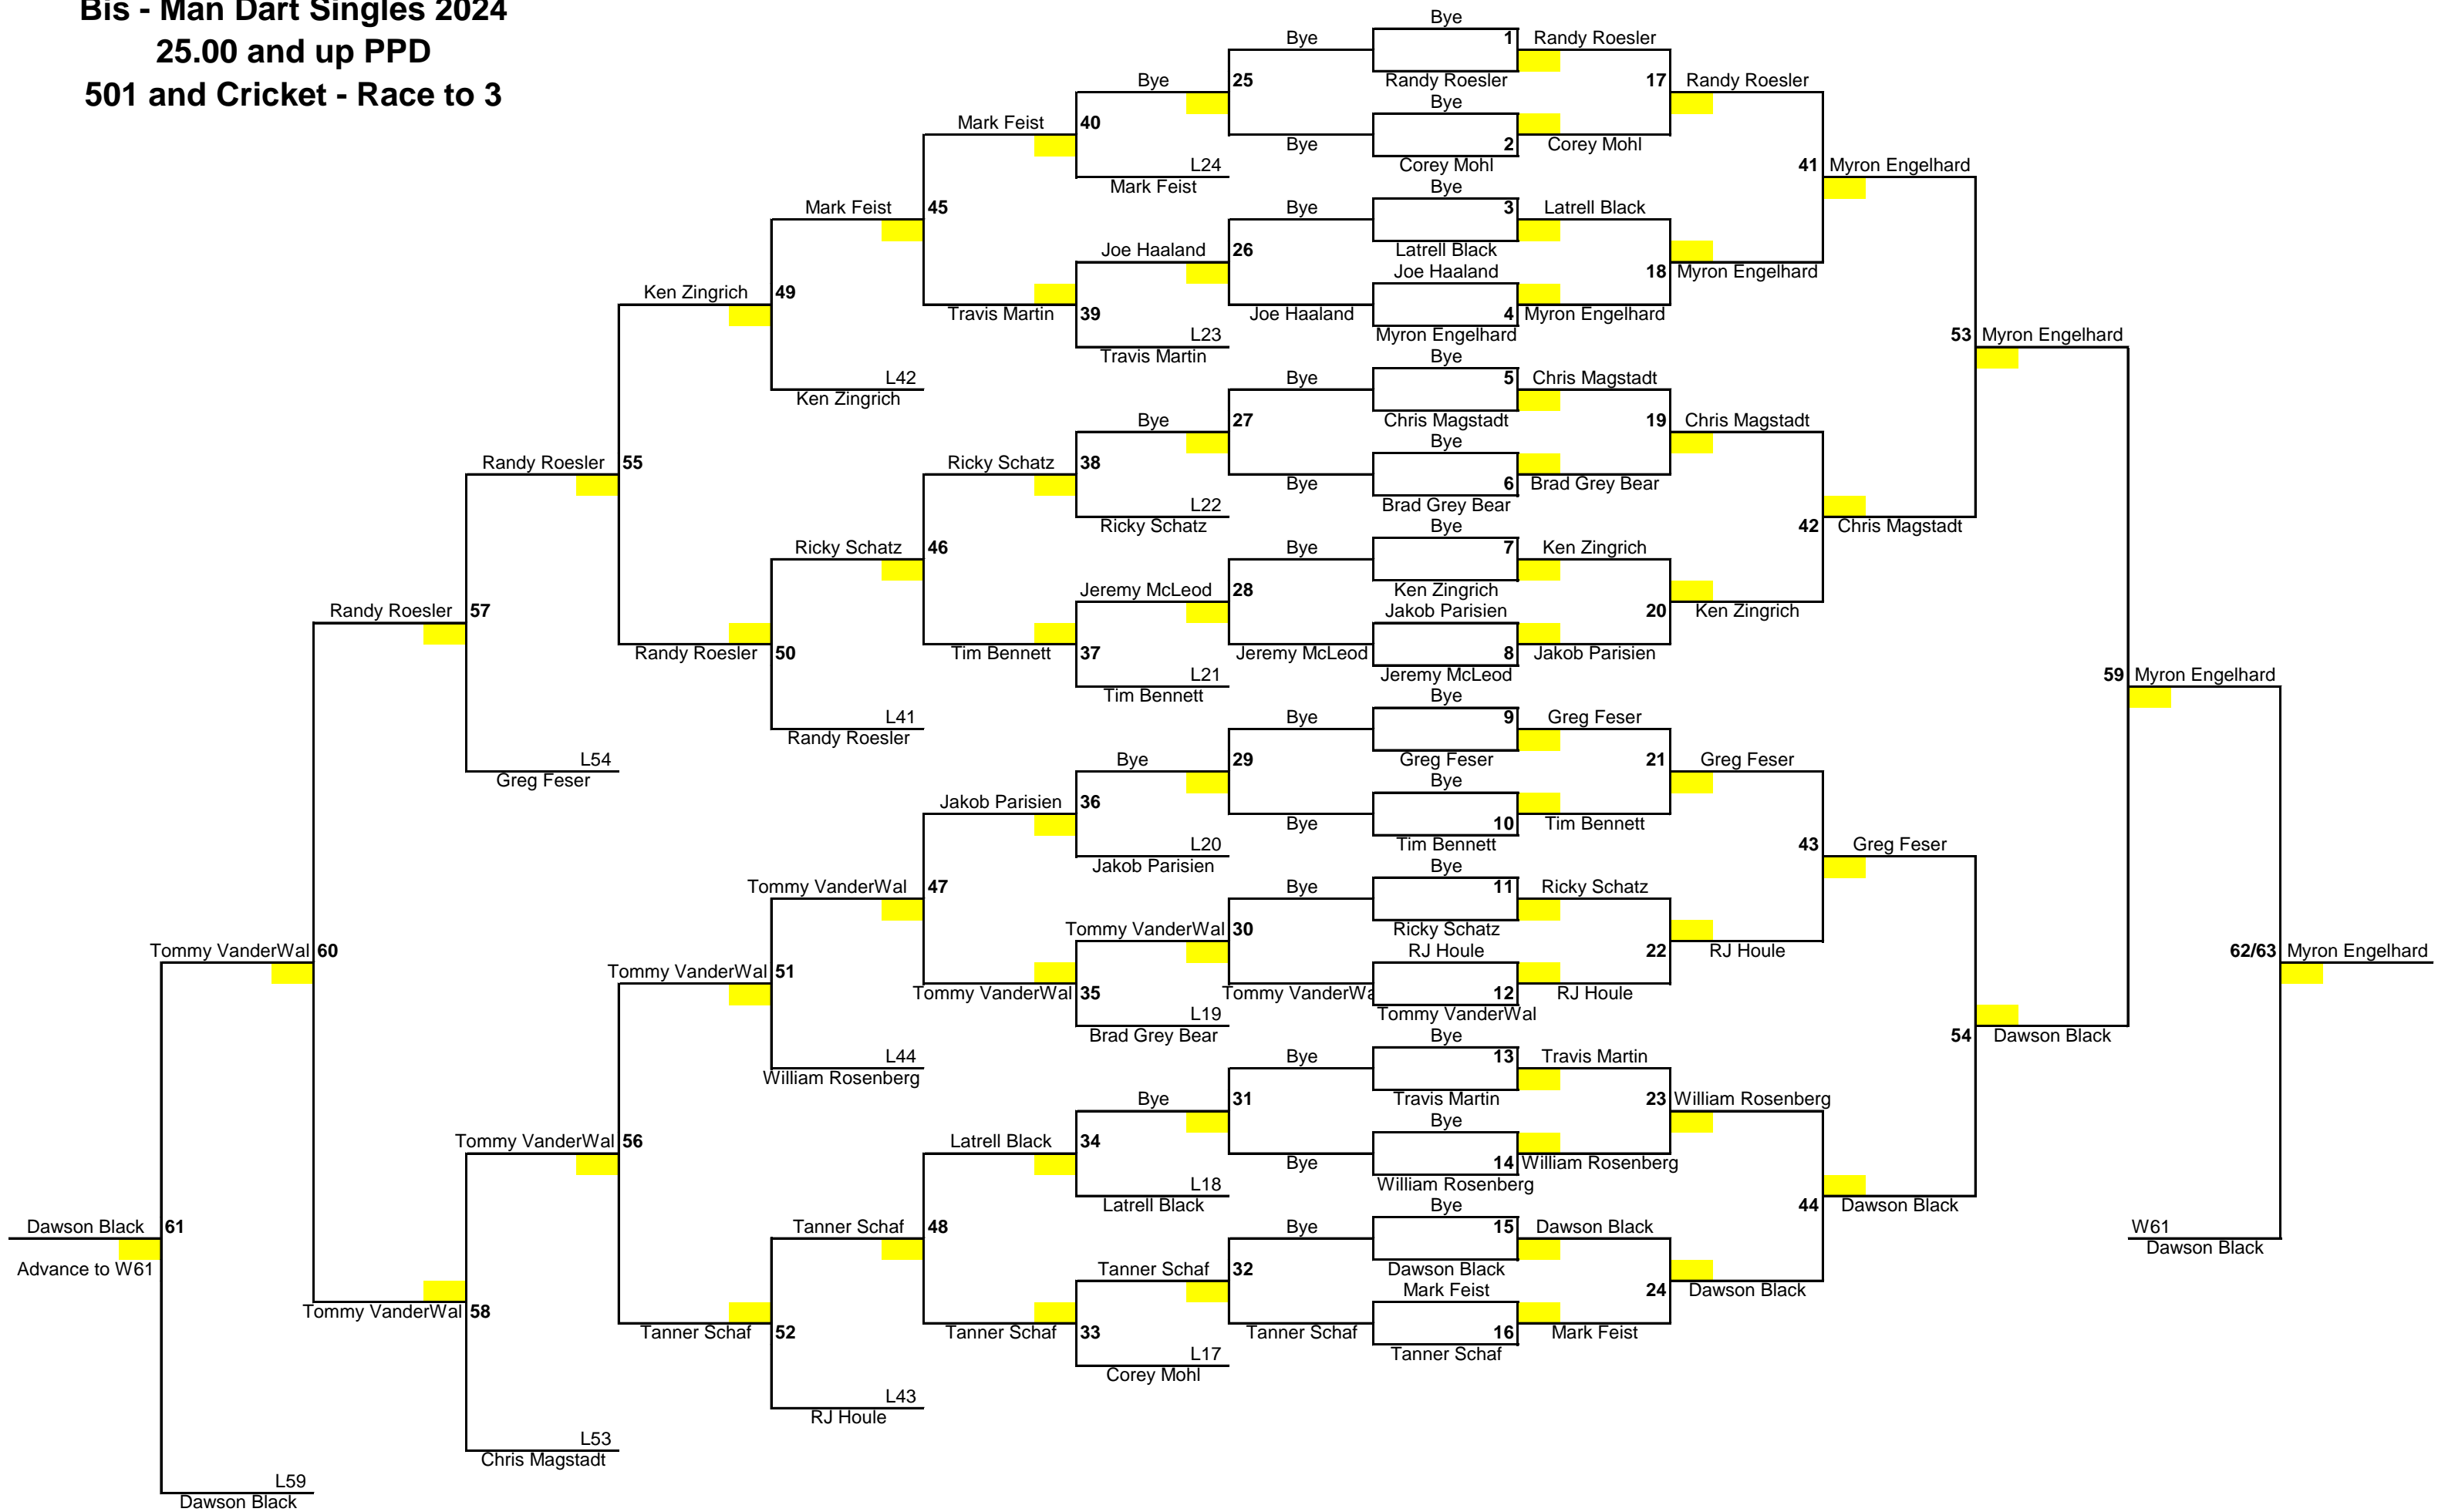 Bis - Man Dart Singles 2024
25.00 and up PPD
501 and Cricket - Race to 3
Bye
Bye 1 Randy Roesler
Bye 25 Randy Roesler 17 Randy Roesler
Bye
Mark Feist 40
Bye 2 Corey Mohl
L24 Corey Mohl 41 Myron Engelhard
Mark Feist Bye
Mark Feist 45 Bye 3 Latrell Black
Joe Haaland 26 Latrell Black
Joe Haaland 18 Myron Engelhard
Ken Zingrich 49
Travis Martin 39 Joe Haaland 4 Myron Engelhard
L23 Myron Engelhard 53 Myron Engelhard
Travis Martin Bye
L42 Bye 5 Chris Magstadt
Ken Zingrich
Bye 27 Chris Magstadt 19 Chris Magstadt
Bye
Randy Roesler 55 Ricky Schatz 38
Bye 6 Brad Grey Bear
L22 Brad Grey Bear
Ricky Schatz Bye 42 Chris Magstadt
Ricky Schatz 46 Bye 7 Ken Zingrich
Jeremy McLeod 28 Ken Zingrich
Randy Roesler 57 Jakob Parisien 20 Ken Zingrich
Randy Roesler 50 Tim Bennett 37 Jeremy McLeod 8 Jakob Parisien
L21 Jeremy McLeod 59 Myron Engelhard
Tim Bennett Bye
L41 Bye 9 Greg Feser
Randy Roesler
L54 Bye 29 Greg Feser 21 Greg Feser
Greg Feser Bye
Jakob Parisien 36
Bye 10 Tim Bennett
L20 Tim Bennett 43 Greg Feser
Jakob Parisien Bye
Tommy VanderWal 47 Bye 11 Ricky Schatz
Tommy VanderWal 30 Ricky Schatz
Tommy VanderWal 60 RJ Houle 22 RJ Houle 62/63 Myron Engelhard
Tommy VanderWal 51
Tommy VanderWal 35 Tommy VanderWa 12 RJ Houle
L19 Tommy VanderWal
Brad Grey Bear Bye 54 Dawson Black
L44 Bye 13 Travis Martin
William Rosenberg
Bye 31 Travis Martin 23 William Rosenberg
Bye
Tommy VanderWal 56 Latrell Black 34
Bye 14 William Rosenberg
L18 William Rosenberg
Latrell Black Bye 44 Dawson Black
Dawson Black 61 Tanner Schaf 48 Bye 15 Dawson Black W61
Dawson Black
Advance to W61 Tanner Schaf 32 Dawson Black
Mark Feist 24 Dawson Black
Tommy VanderWal 58
Tanner Schaf 52 Tanner Schaf 33 Tanner Schaf 16 Mark Feist
L17 Tanner Schaf
Corey Mohl
L43
RJ Houle
L53
Chris Magstadt
L59
Dawson Black